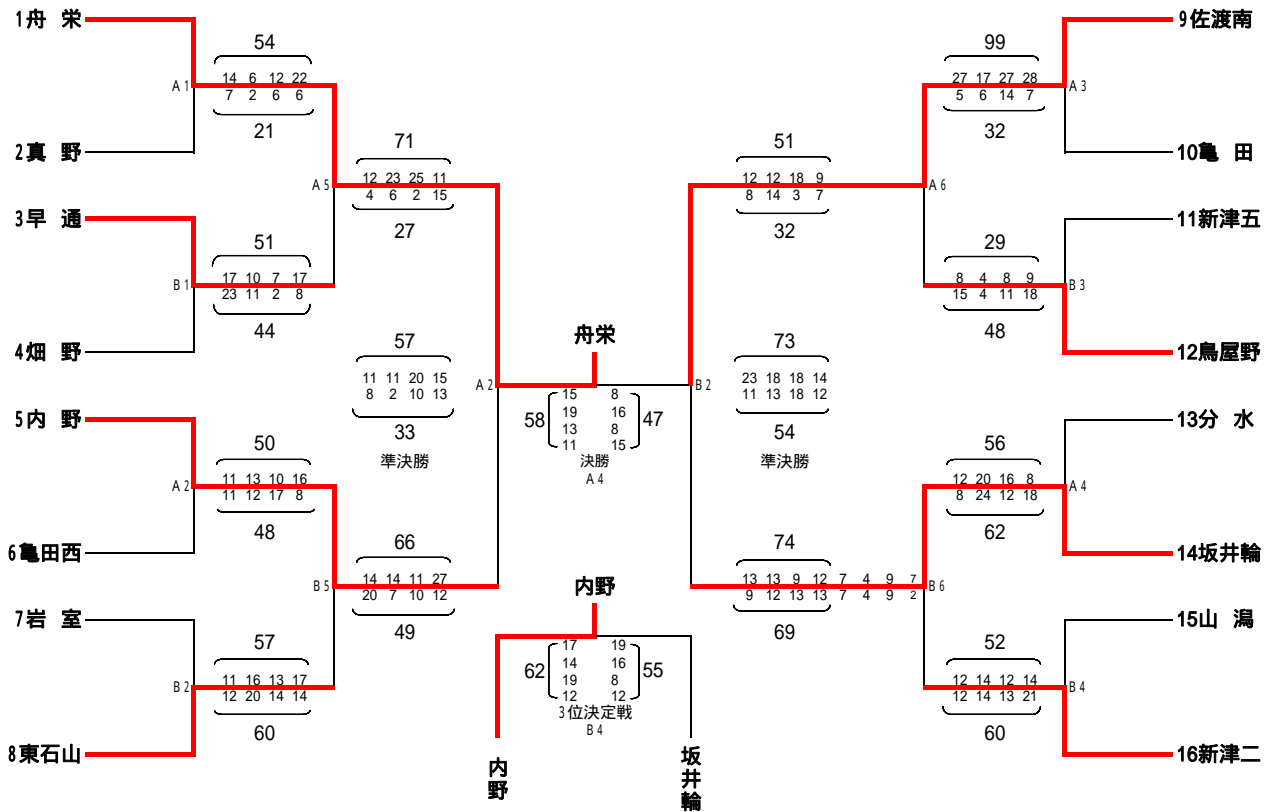 1舟 栄
54
14 6 12 22
A1
7 2 6 6
21
2真 野
71
12 23 25 11
A5
4 6 2 15
27
3早 通
51
17 10 7 17
B1
23 11 2 8
44
4畑 野
57
11 11 20 15
A2
8 2 10 13
33
準決勝
5内 野
50
11 13 10 16
A2
11 12 17 8
48
6亀田西
66
14 14 11 27
B5
20 7 10 12
49
7岩 室
57
11 16 13 17
B2
12 20 14 14
60
8東石山
舟栄
15 8
19 16
58 47
13 8
11 15
決勝
A4
内野
17 19
14 16
62 55
19 8
12 12
3位決定戦
B4
内野
坂井輪
9佐渡南
99
27 17 27 28
A3
5 6 14 7
32
10亀 田
51
12 12 18 9
A6
8 14 3 7
32
11新津五
29
8 4 8 9
B3
15 4 11 18
48
12鳥屋野
73
23 18 18 14
B2
11 13 18 12
54
準決勝
13分 水
56
12 20 16 8
A4
8 24 12 18
62
14坂井輪
74
13 13 9 12 7 4 9 7
B6
9 12 13 13 7 4 9 2
69
15山 潟
52
12 14 12 14
B4
12 14 13 21
60
16新津二